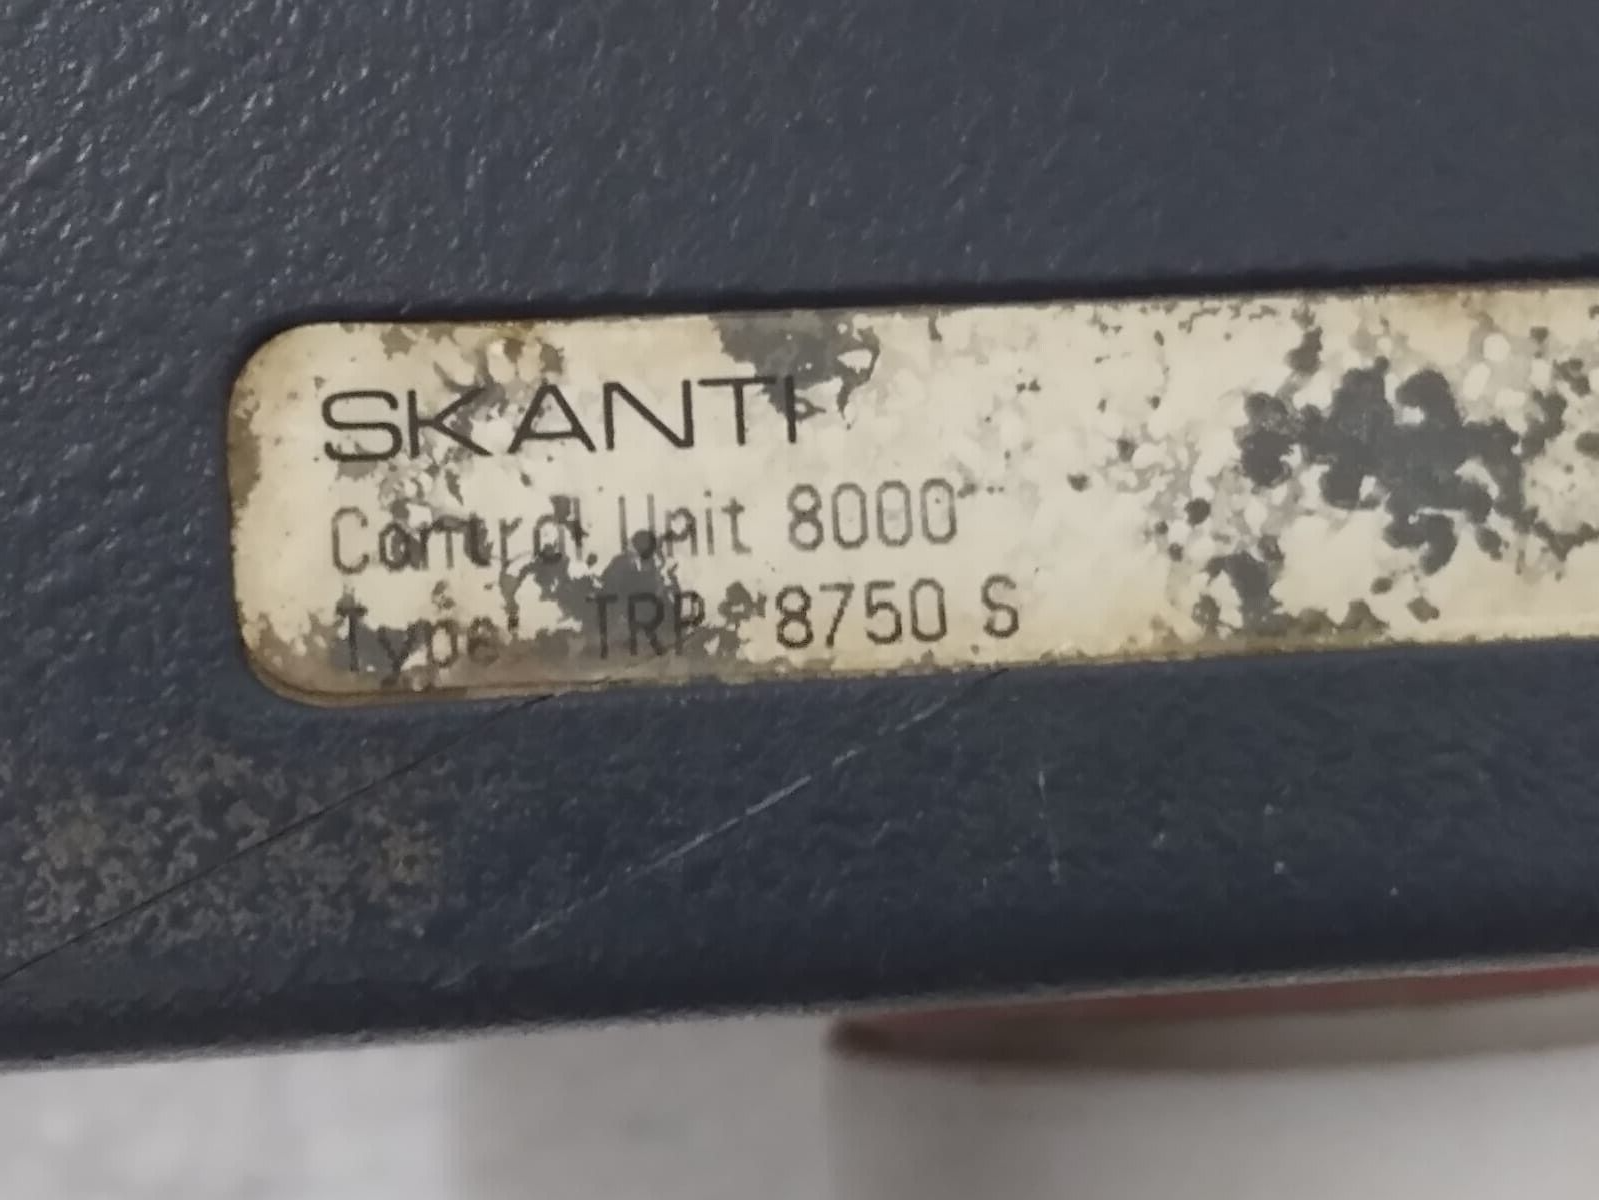 SKANTI
Control Unit 8000
Type TRP 8750 S